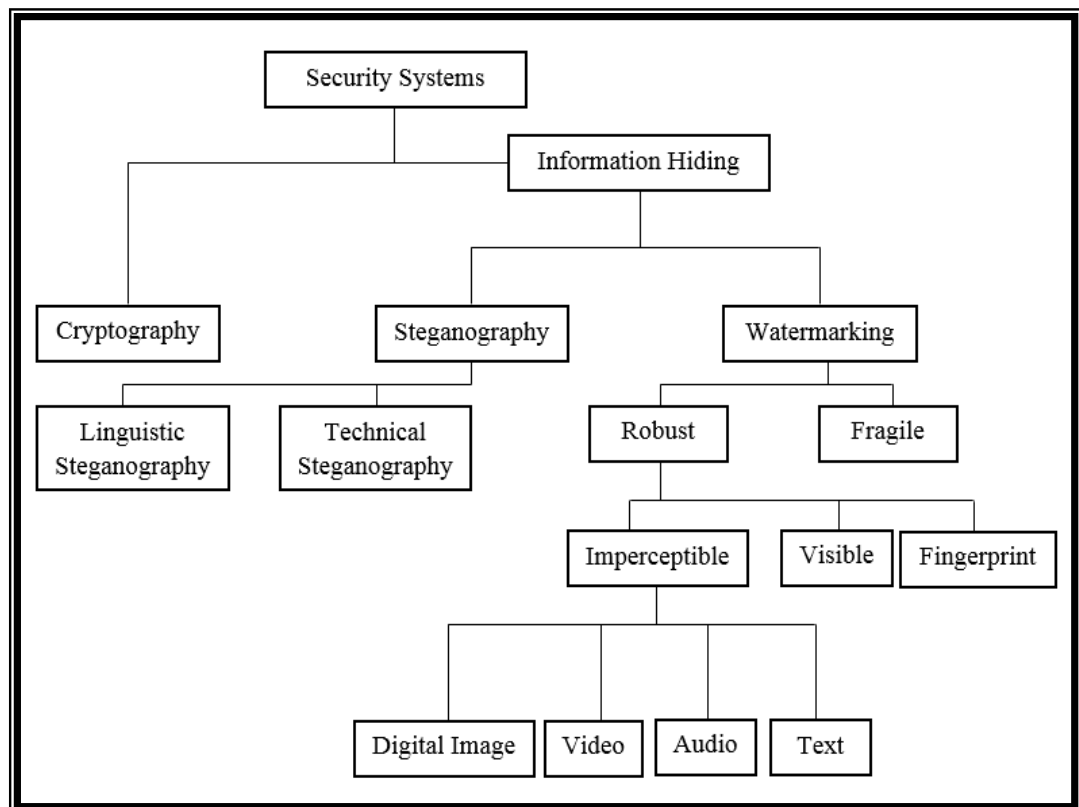 Security Systems
Information Hiding
Cryptography
Steganography
Watermarking
Linguistic
Steganography
Technical
Steganography
Robust
Fragile
Imperceptible
Visible
Fingerprint
Digital Image
Video
Audio
Text